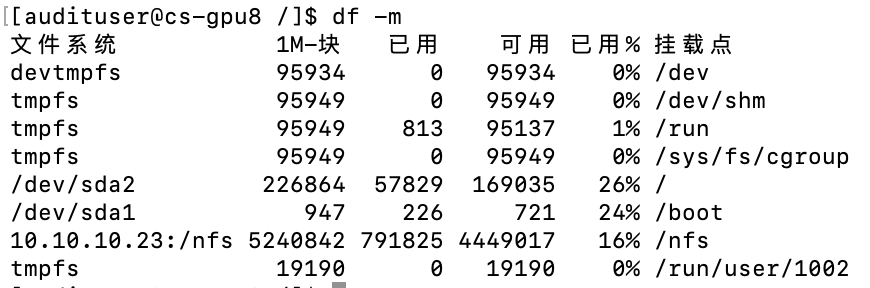 [audituser@cs-gpu8 /]$ df -m
文件系统 1M-块 已用 可用 已用% 挂载点
devtmpfs 95934 0 95934 0% /dev
tmpfs 95949 0 95949 0% /dev/shm
tmpfs 95949 813 95137 1% /run
tmpfs 95949 0 95949 0% /sys/fs/cgroup
/dev/sda2 226864 57829 169035 26% /
/dev/sda1 947 226 721 24% /boot
10.10.10.23:/nfs 5240842 791825 4449017 16% /nfs
tmpfs 19190 0 19190 0% /run/user/1002